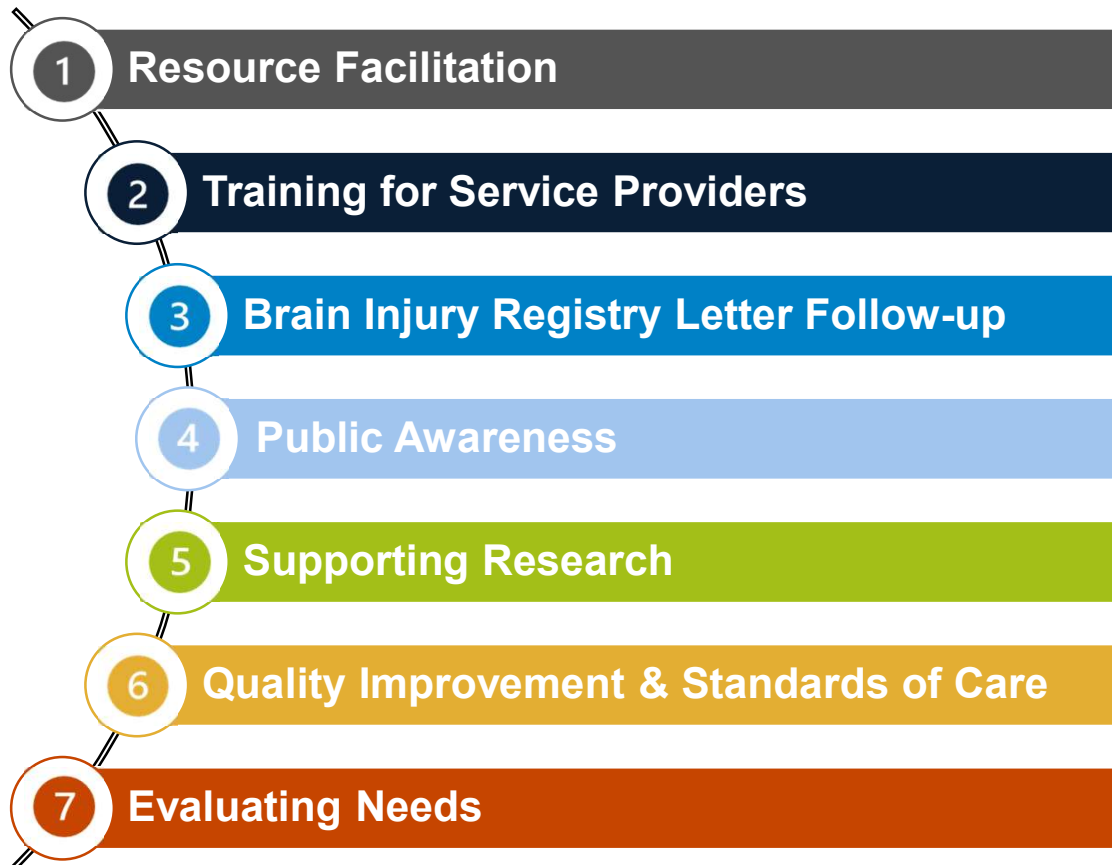 1 Resource Facilitation
2 Training for Service Providers
3 Brain Injury Registry Letter Follow-up
4 Public Awareness
5 Supporting Research
6 Quality Improvement & Standards of Care
7 Evaluating Needs